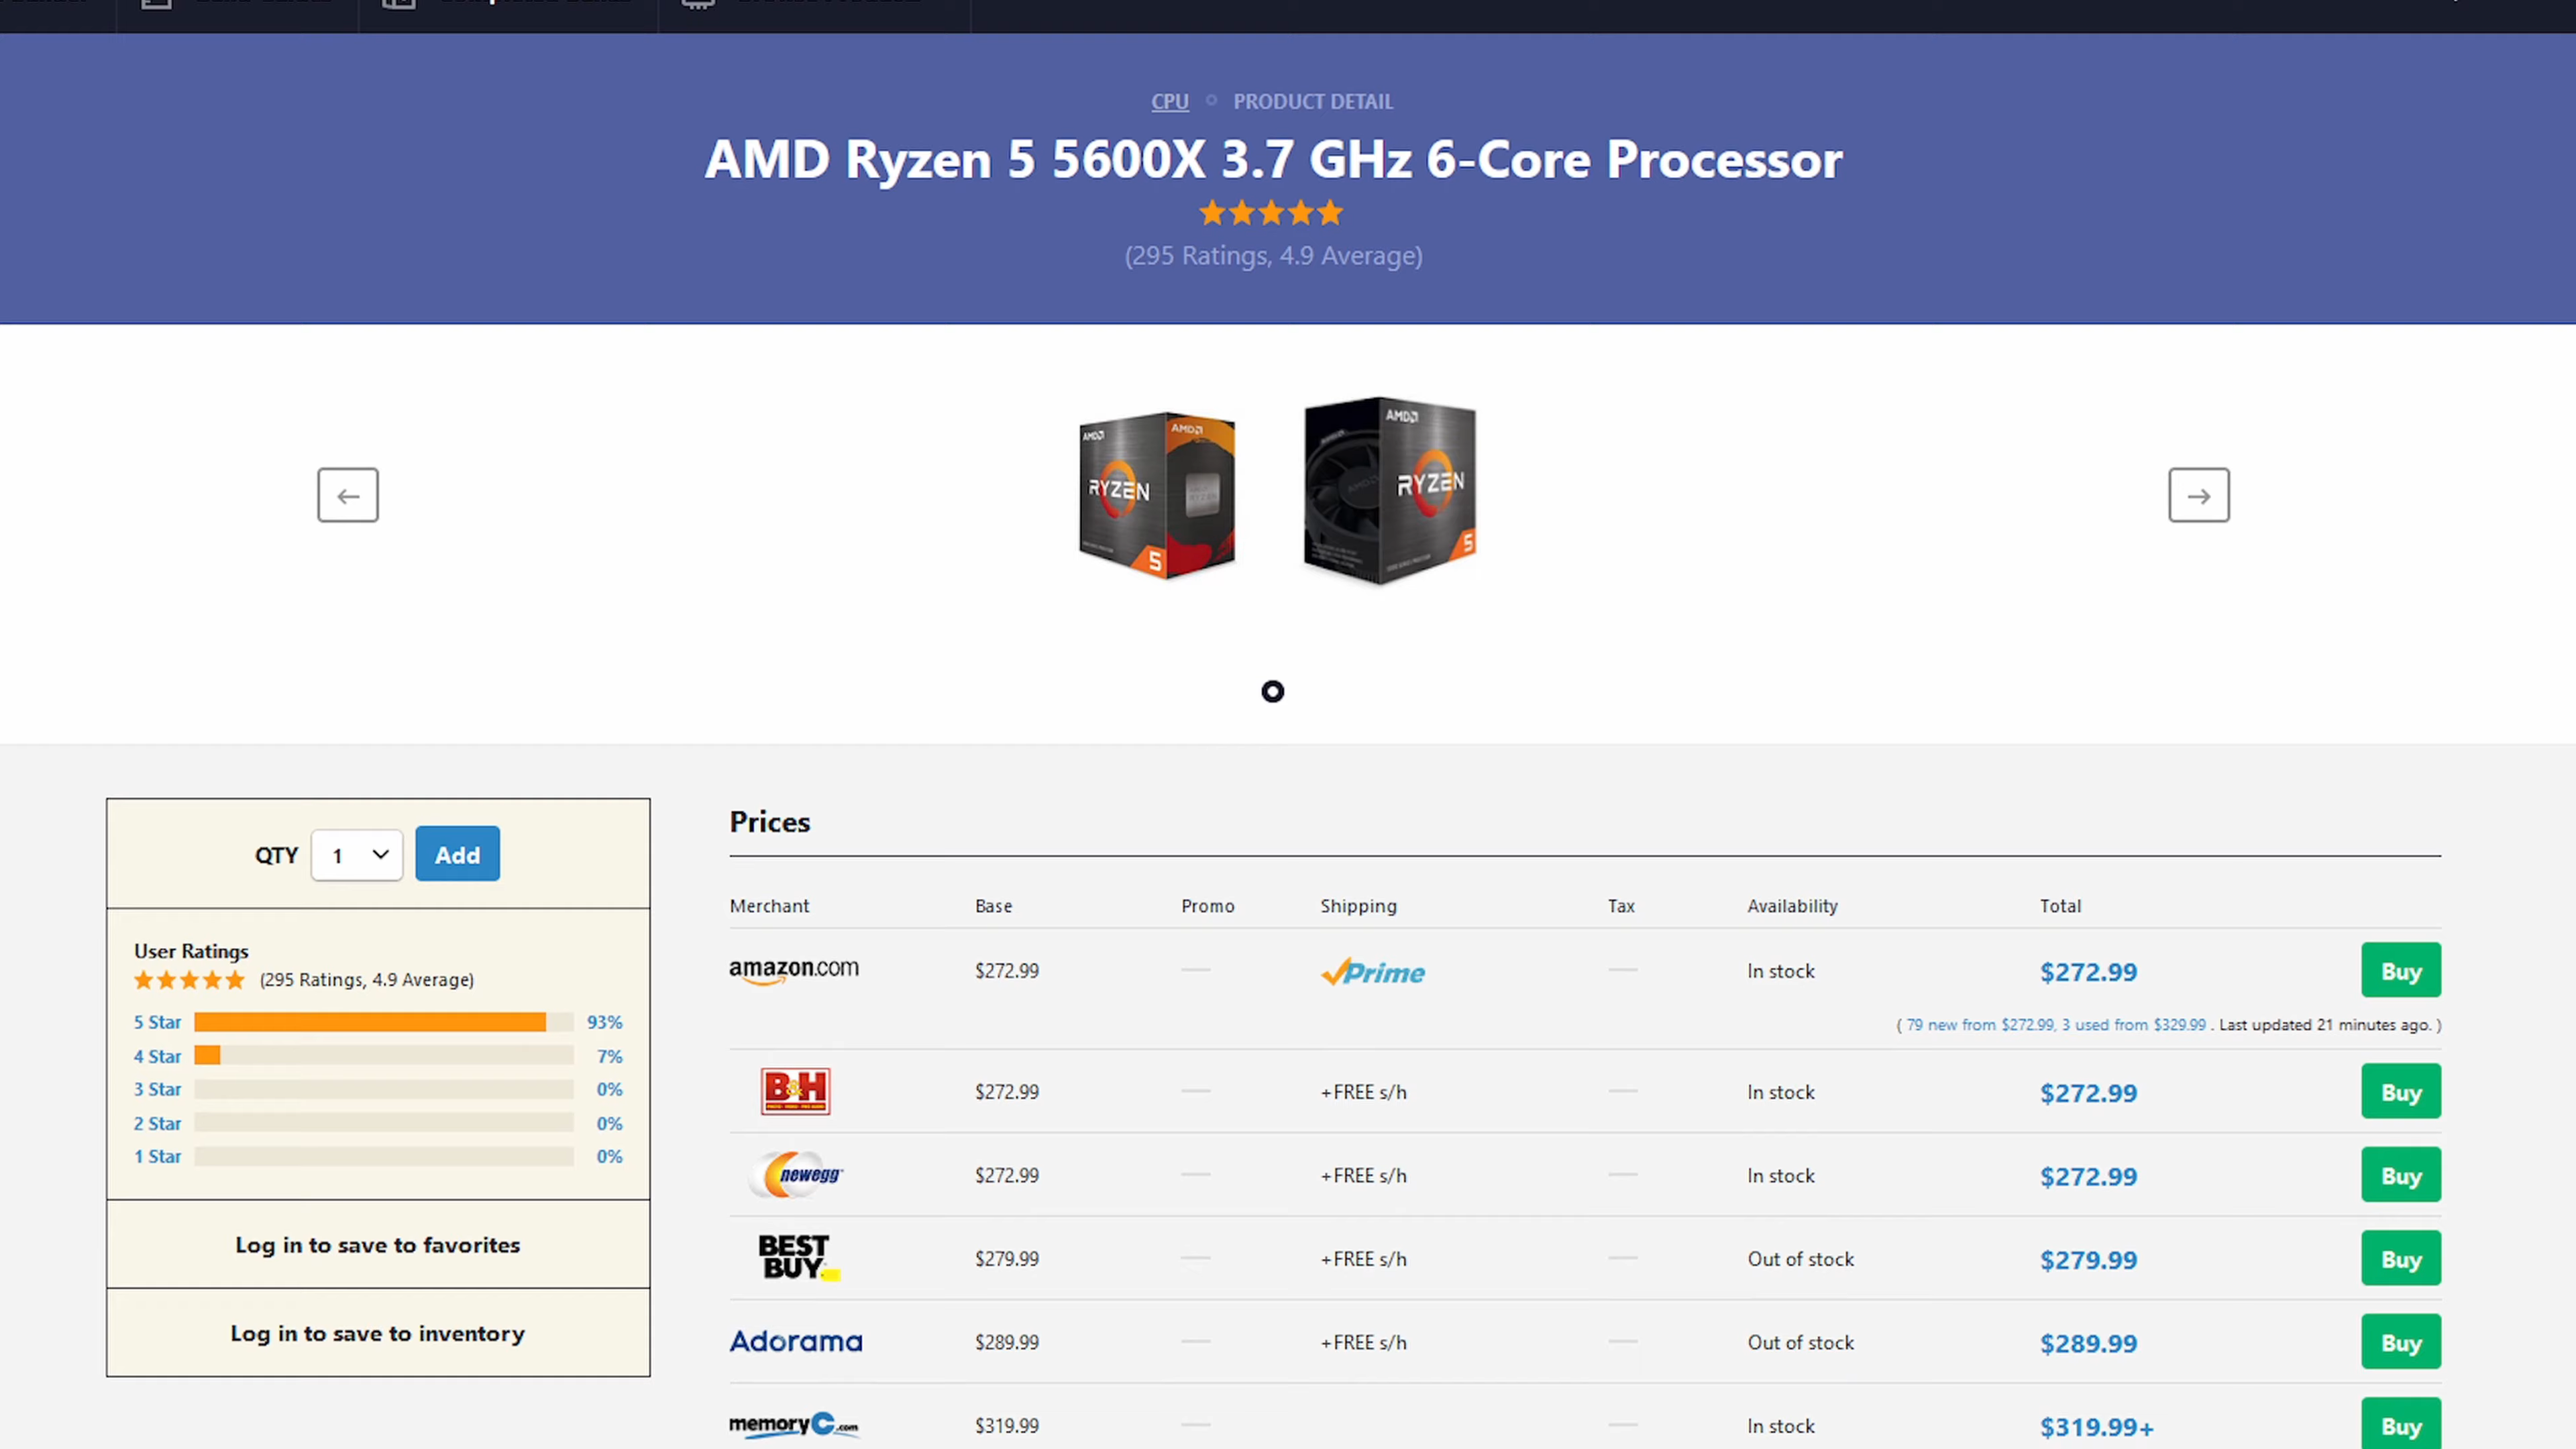 CPU PRODUCT DETAIL
AMD Ryzen 5 5600X 3.7 GHz 6-Core Processor
(295 Ratings, 4.9 Average)
AMD AMD RYZEN 5
AMD RYZEN 5
QTY 1 Add
User Ratings
(295 Ratings, 4.9 Average)
5 Star 93%
4 Star 7%
3 Star 0%
2 Star 0%
1 Star 0%
Log in to save to favorites
Log in to save to inventory
Prices
Merchant Base Promo Shipping Tax Availability Total
amazon.com $272.99 — Prime — In stock $272.99 Buy
( 79 new from $272.99, 3 used from $329.99 . Last updated 21 minutes ago. )
B&H $272.99 — +FREE s/h — In stock $272.99 Buy
newegg $272.99 — +FREE s/h — In stock $272.99 Buy
BEST BUY $279.99 — +FREE s/h — Out of stock $279.99 Buy
Adorama $289.99 — +FREE s/h — Out of stock $289.99 Buy
memoryC.com $319.99 — — In stock $319.99+ Buy